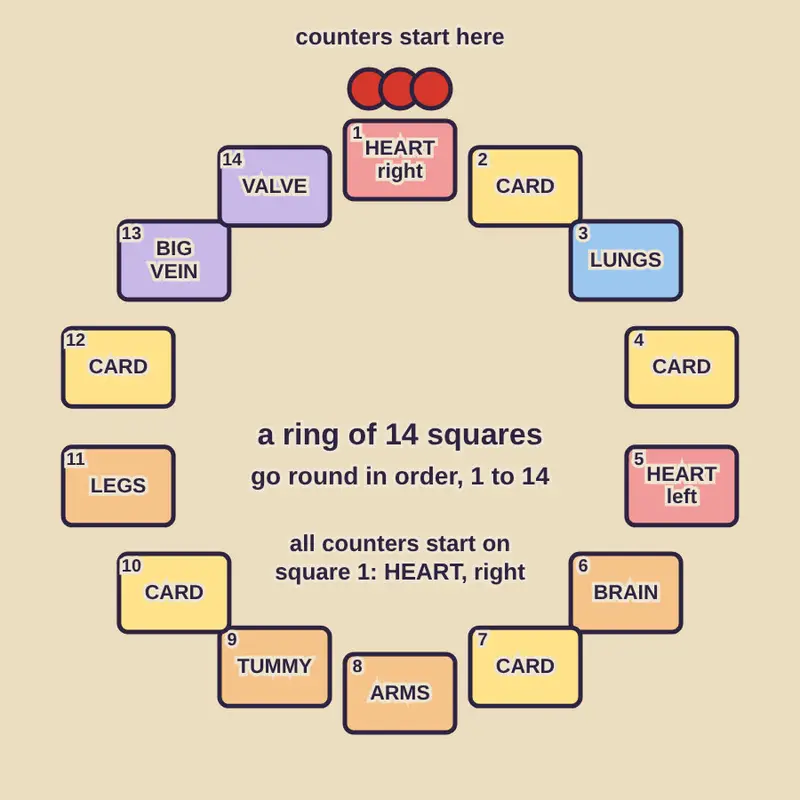 counters start here
1
HEART
right
2
CARD
3
LUNGS
4
CARD
5
HEART
left
6
BRAIN
7
CARD
8
ARMS
9
TUMMY
10
CARD
11
LEGS
12
CARD
13
BIG
VEIN
14
VALVE
a ring of 14 squares
go round in order, 1 to 14
all counters start on
square 1: HEART, right